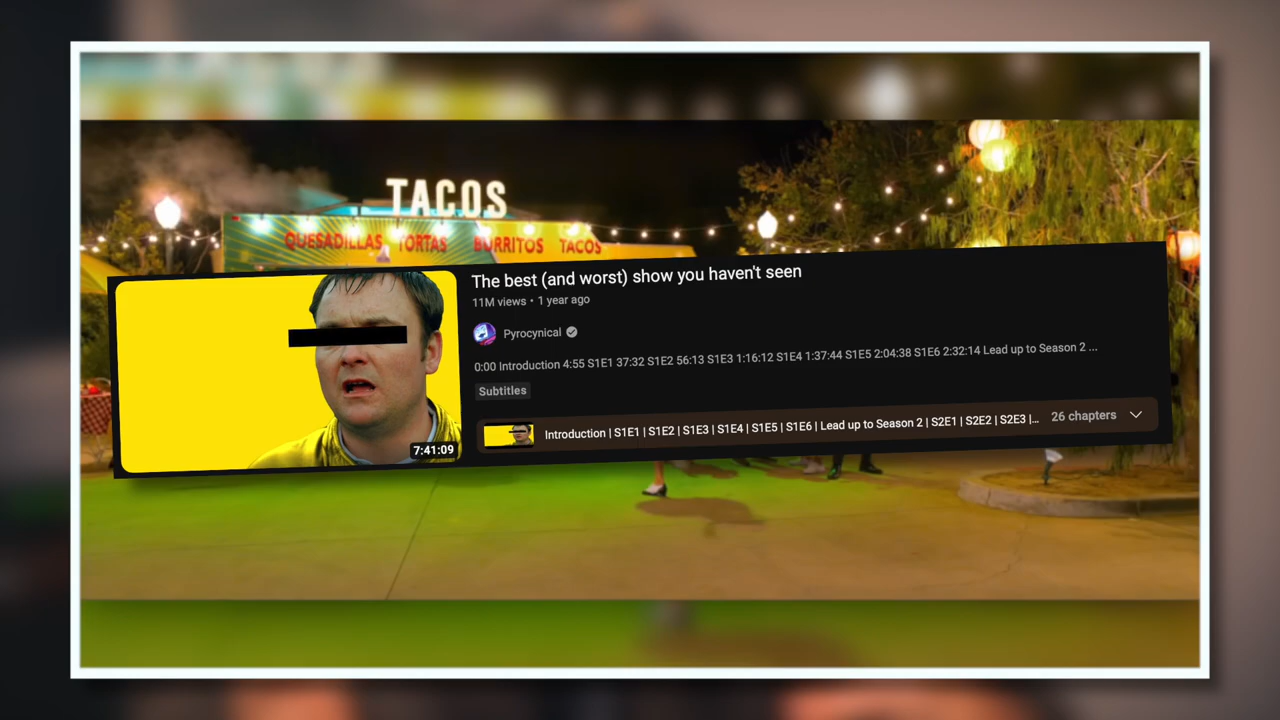 TACOS
QUESADILLAS TORTAS BURRITOS TACOS
The best (and worst) show you haven't seen
11M views • 1 year ago
Pyrocynical
0:00 Introduction 4:55 S1E1 37:32 S1E2 56:13 S1E3 1:16:12 S1E4 1:37:44 S1E5 2:04:38 S1E6 2:32:14 Lead up to Season 2 ...
Subtitles
7:41:09
Introduction | S1E1 | S1E2 | S1E3 | S1E4 | S1E5 | S1E6 | Lead up to Season 2 | S2E1 | S2E2 | S2E3 |... 26 chapters